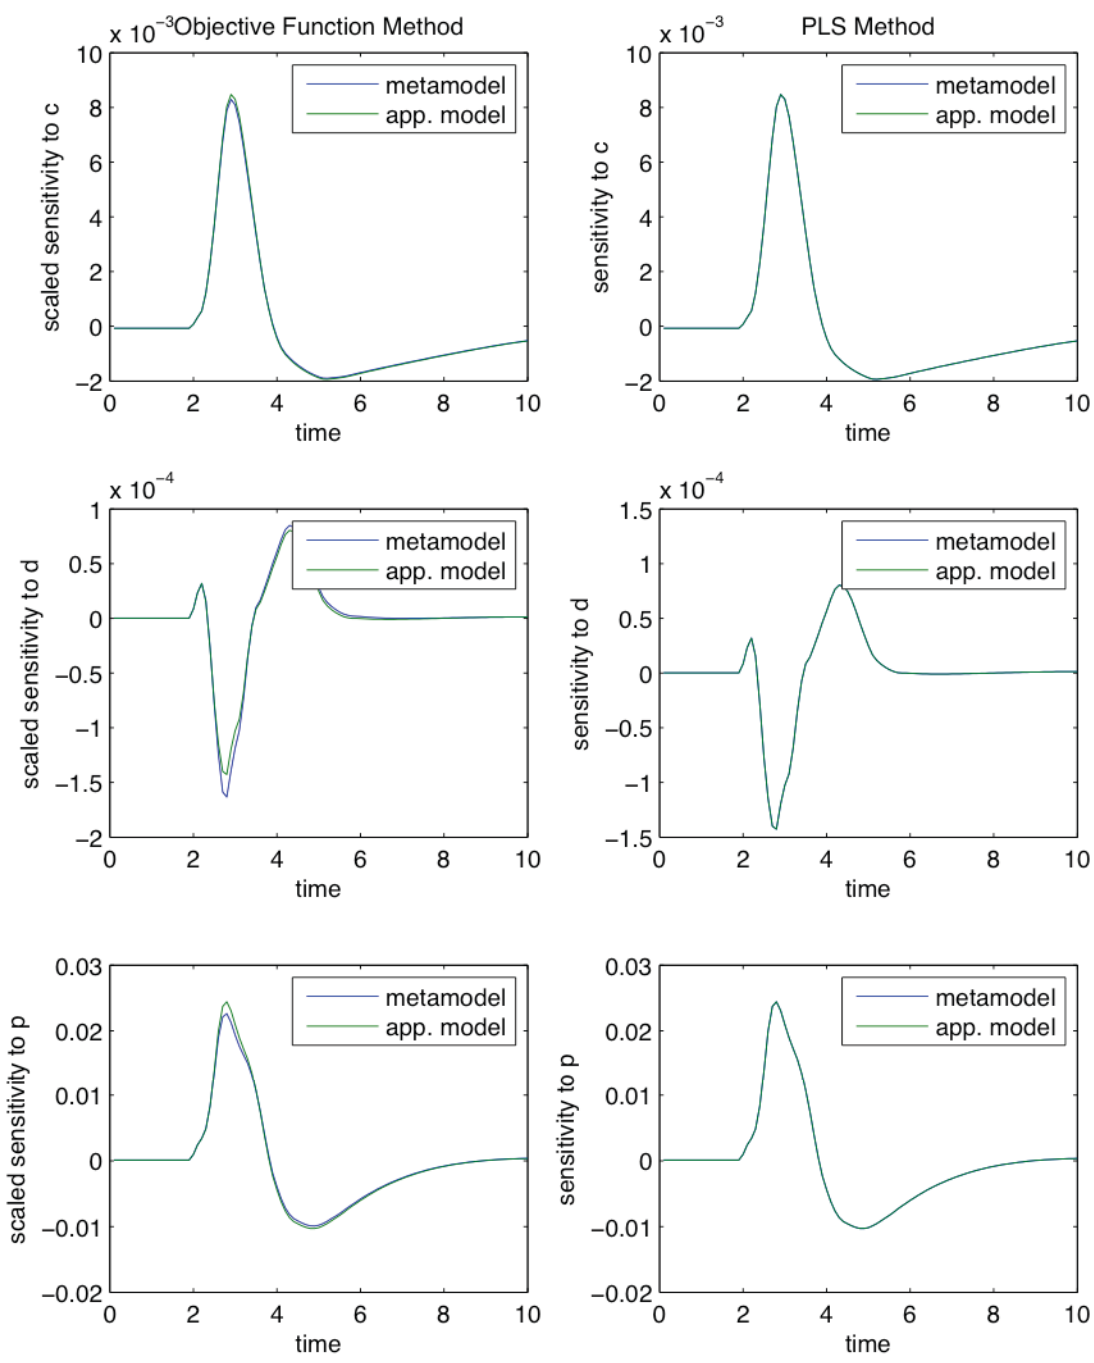 x 10−3Objective Function Method
10
8
6
4
2
0
−2
scaled sensitivity to c
metamodel
app. model
0 2 4 6 8 10
time
x 10−3 PLS Method
10
8
6
4
2
0
−2
sensitivity to c
metamodel
app. model
0 2 4 6 8 10
time
x 10−4
1
0.5
0
−0.5
−1
−1.5
−2
scaled sensitivity to d
metamodel
app. model
0 2 4 6 8 10
time
x 10−4
1.5
1
0.5
0
−0.5
−1
−1.5
sensitivity to d
metamodel
app. model
0 2 4 6 8 10
time
0.03
0.02
0.01
0
−0.01
−0.02
scaled sensitivity to p
metamodel
app. model
0 2 4 6 8 10
time
0.03
0.02
0.01
0
−0.01
−0.02
sensitivity to p
metamodel
app. model
0 2 4 6 8 10
time